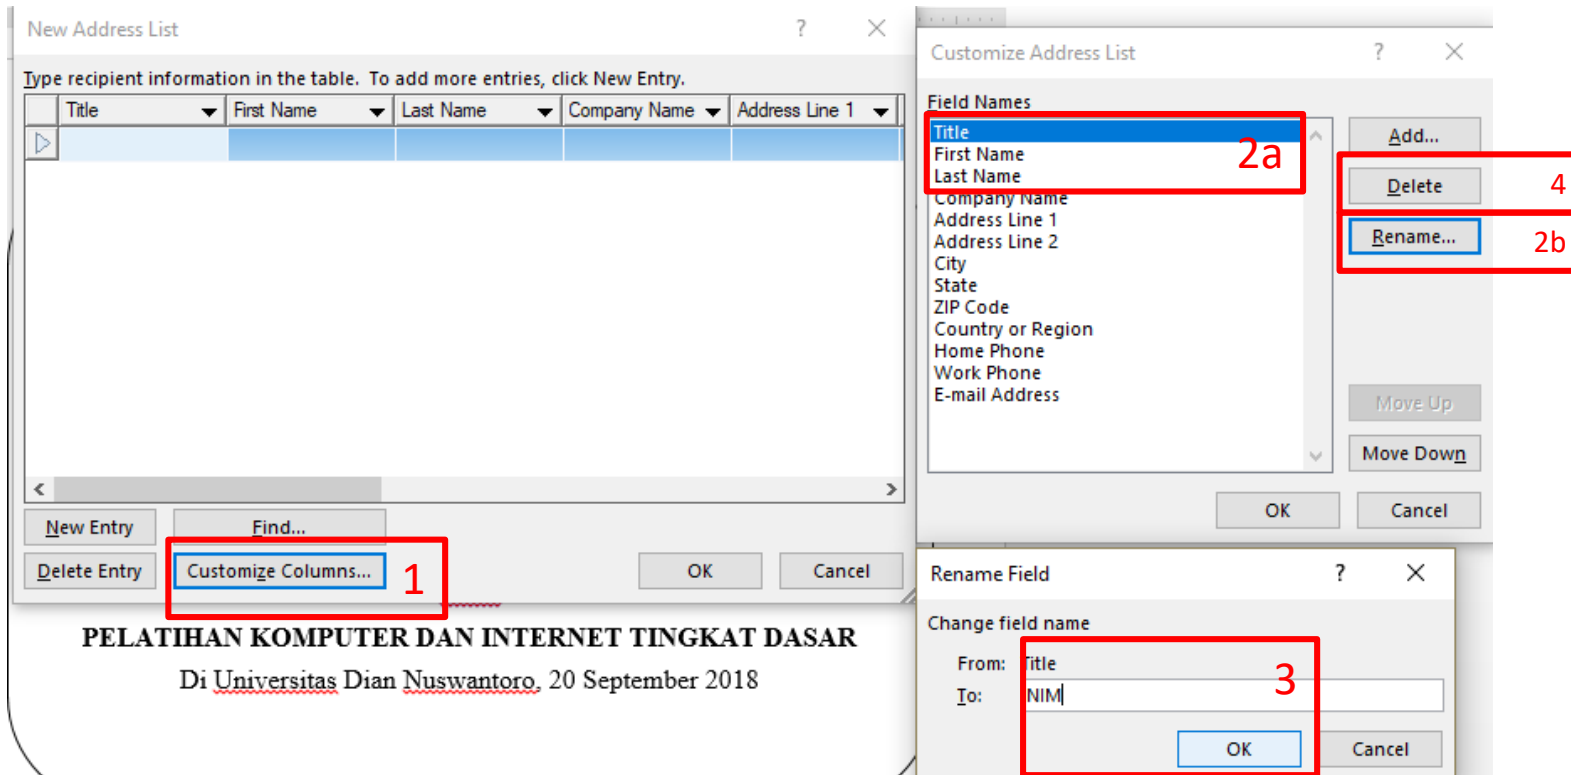 New Address List
Type recipient information in the table. To add more entries, click New Entry.
Title First Name Last Name Company Name Address Line 1
New Entry Find...
Delete Entry Customize Columns... 1 OK Cancel
PELATIHAN KOMPUTER DAN INTERNET TINGKAT DASAR
Di Universitas Dian Nuswantoro, 20 September 2018
Customize Address List
Field Names
Title
First Name
Last Name
2a
Company Name
Address Line 1
Address Line 2
City
State
ZIP Code
Country or Region
Home Phone
Work Phone
E-mail Address
Add...
Delete 4
Rename... 2b
Move Up
Move Down
OK Cancel
Rename Field
Change field name
From: Title
To: NIM
3
OK Cancel